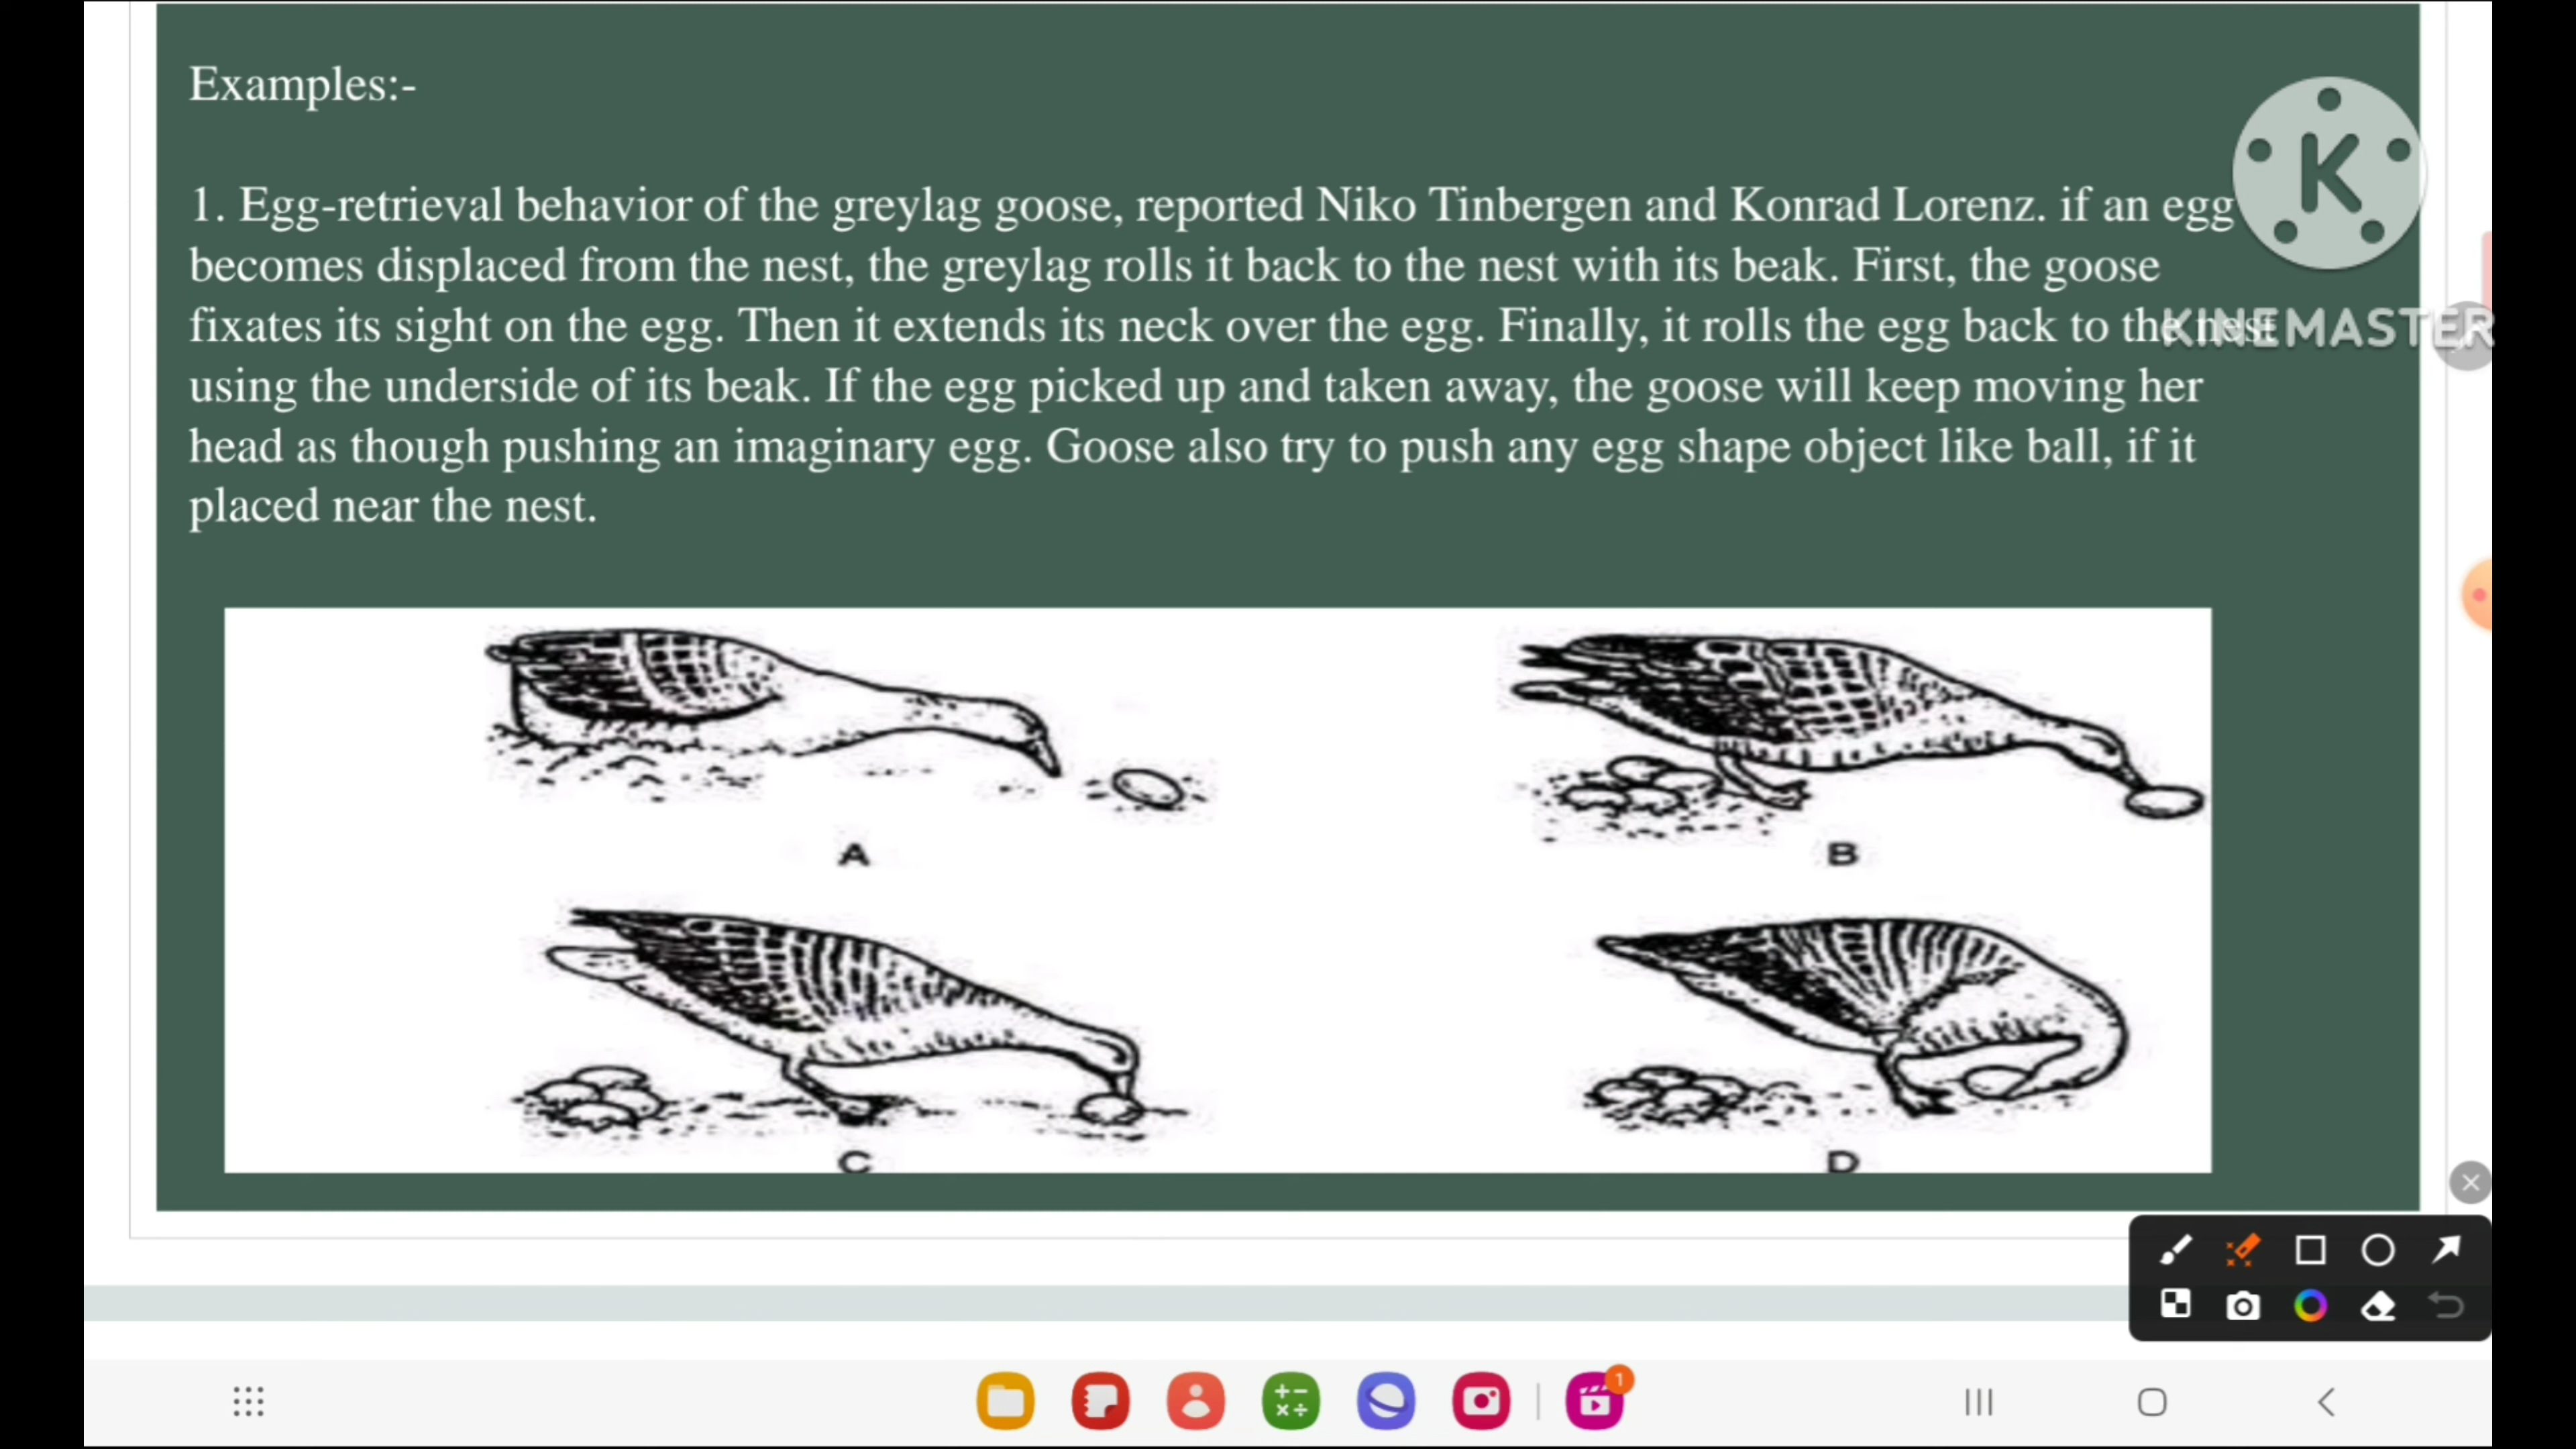 Examples:-
1. Egg-retrieval behavior of the greylag goose, reported Niko Tinbergen and Konrad Lorenz. if an egg
becomes displaced from the nest, the greylag rolls it back to the nest with its beak. First, the goose
fixates its sight on the egg. Then it extends its neck over the egg. Finally, it rolls the egg back to the nest
using the underside of its beak. If the egg picked up and taken away, the goose will keep moving her
head as though pushing an imaginary egg. Goose also try to push any egg shape object like ball, if it
placed near the nest.
K
KINEMASTER
A
B
C
D
1